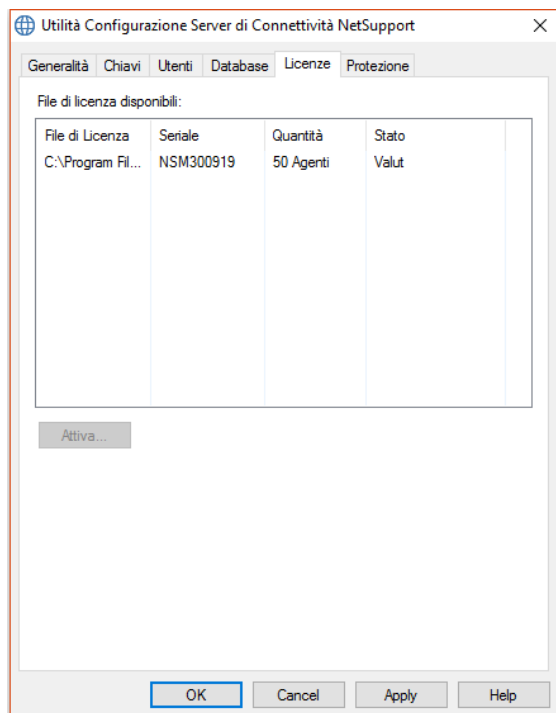 Utilità Configurazione Server di Connettività NetSupport
Generalità Chiavi Utenti Database Licenze Protezione
File di licenza disponibili:
File di Licenza Seriale Quantità Stato
C:\Program Fil... NSM300919 50 Agenti Valut
Attiva...
OK Cancel Apply Help